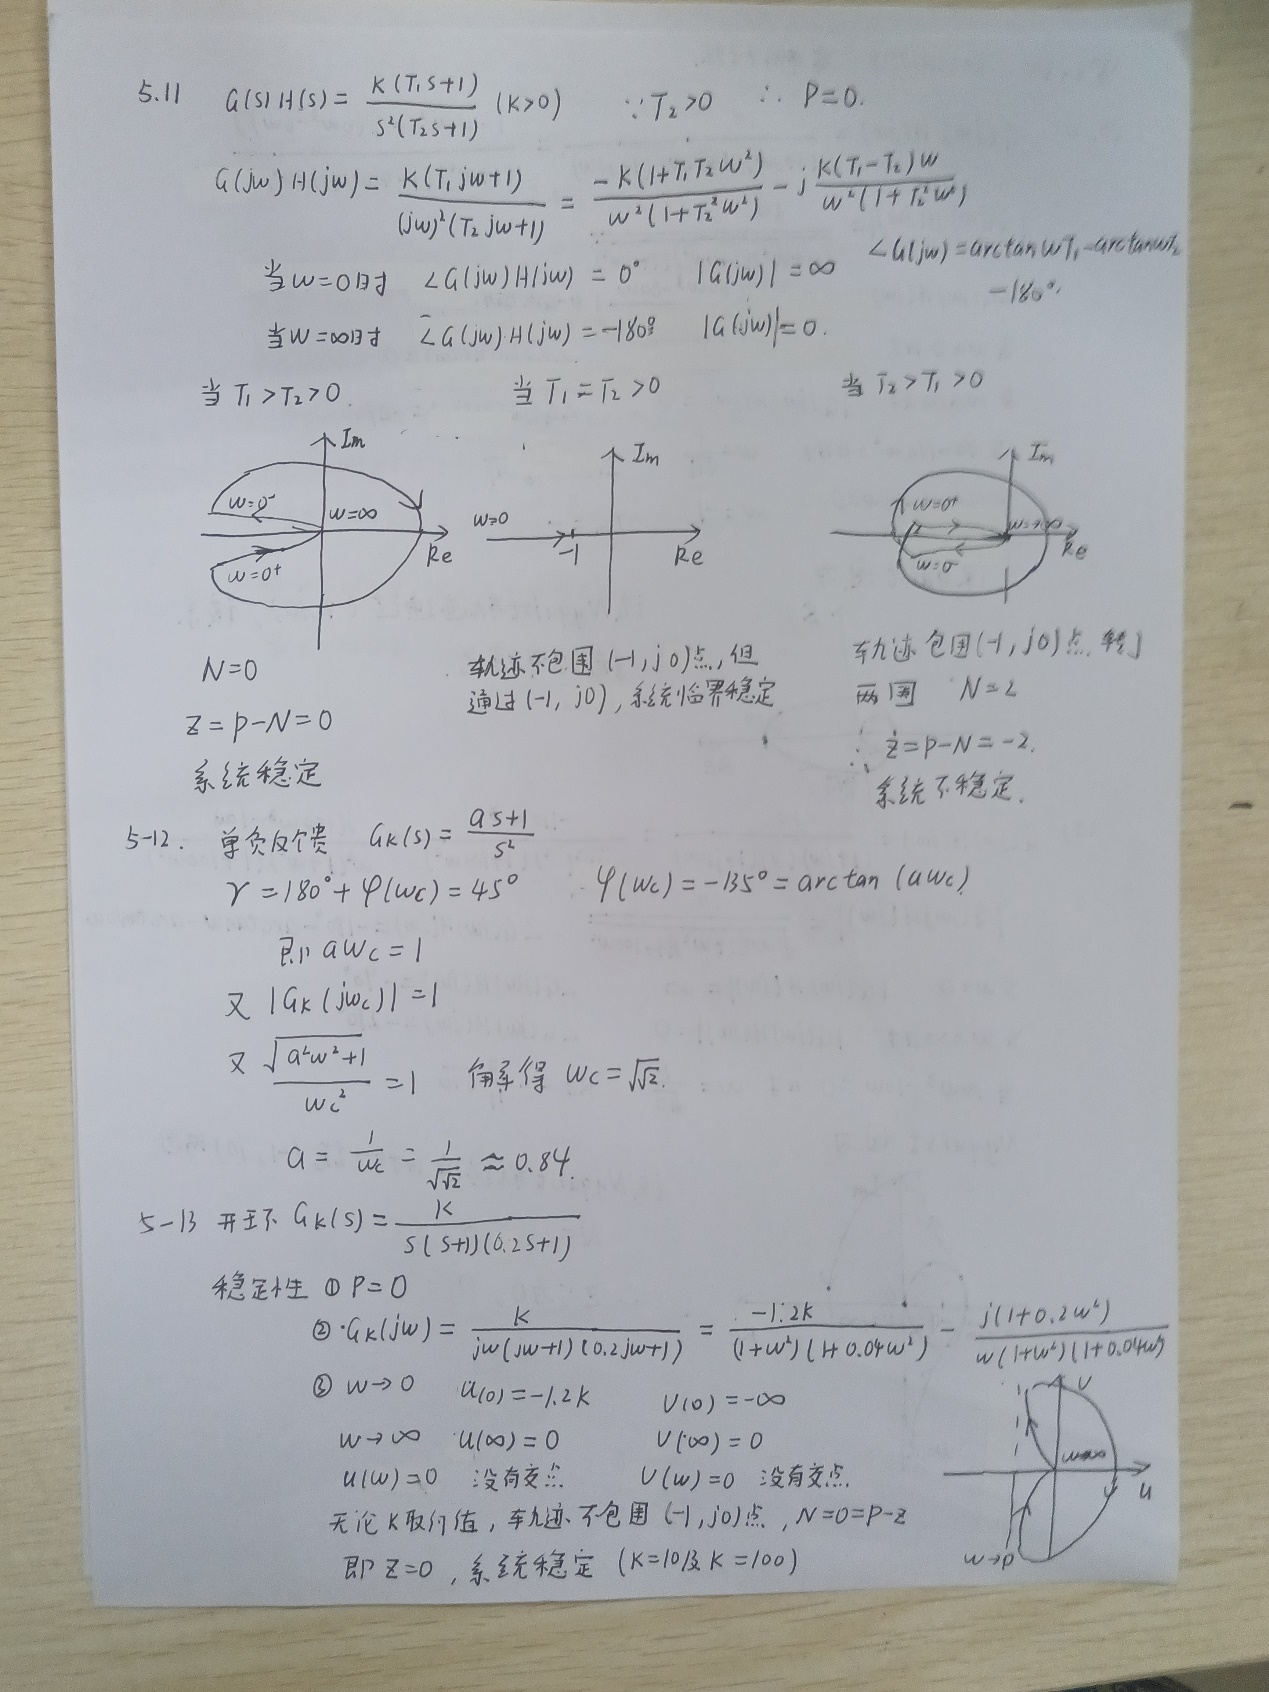 5.11 G(s)H(s) = K(T₁s+1) / s²(T₂s+1) (K>0) ∵ T₂>0 ∴ P=0.
G(jw)H(jw) = K(T₁jw+1) / (jw)²(T₂jw+1) = -K(1+T₁T₂w²) / w²(1+T₂²w²) - j K(T₁-T₂)w / w²(1+T₂²w²)
∠G(jw) = arctanwT₁-arctanwT₂
-180°
当w=0时 ∠G(jw)H(jw) = 0° |G(jw)| = ∞
当w=∞时 ∠G(jw)H(jw) = -180° |G(jw)| = 0.
当 T₁>T₂>0. 当 T₁=T₂>0 当 T₂>T₁>0
Im Im Im
w=0⁻ w=∞ w=0 w=0⁺ w→∞
Re -1 Re Re
w=0⁺ w=0⁻
N=0
Z=P-N=0
系统稳定
轨迹不包围(-1,j0)点,但
通过(-1,j0),系统临界稳定
轨迹包围(-1,j0)点
两圈 N=2
∴ Z=P-N=-2.
系统不稳定.
5-12. 单负反馈 Gk(s) = as+1 / s²
γ=180°+φ(wc)=45° φ(wc)=-135°=arctan(awc)
即 awc=1
又 |Gk(jwc)|=1
又 √(a²w²+1) / wc² = 1 解得 wc=√√2.
a = 1/wc = 1/√√2 ≈ 0.84.
5-13 开环 Gk(s) = K / s(s+1)(0.2s+1)
稳定性 ① P=0
② Gk(jw) = K / jw(jw+1)(0.2jw+1) = -1.2K / (1+w²)(1+0.04w²) - j(1+0.2w²) / w(1+w²)(1+0.04w²)
③ w→0 U(0)=-1.2K V(0)=-∞
w→∞ U(∞)=0 V(∞)=0
U(w)=0 没有交点 V(w)=0 没有交点.
无论K取何值,轨迹不包围(-1,j0)点,N=0=P-Z
即Z=0,系统稳定 (K=10及K=100)
V
w=∞
U
w→0